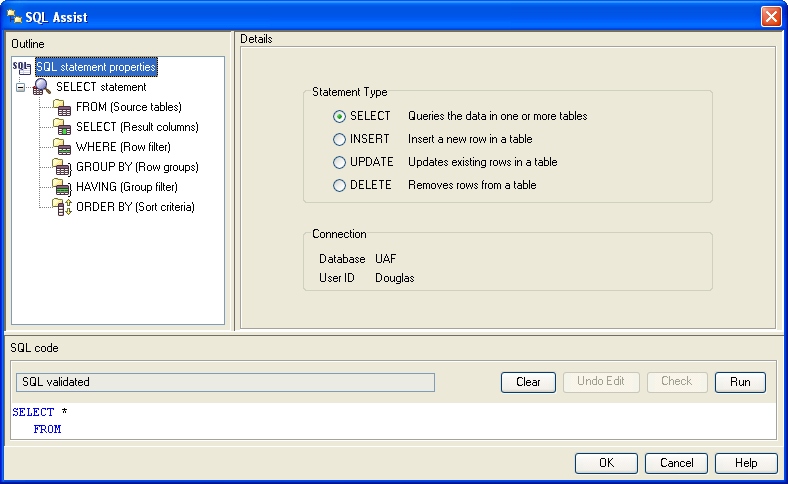 SQL Assist
Outline
SQL statement properties
SELECT statement
FROM (Source tables)
SELECT (Result columns)
WHERE (Row filter)
GROUP BY (Row groups)
HAVING (Group filter)
ORDER BY (Sort criteria)
Details
Statement Type
SELECT Queries the data in one or more tables
INSERT Insert a new row in a table
UPDATE Updates existing rows in a table
DELETE Removes rows from a table
Connection
Database UAF
User ID Douglas
SQL code
SQL validated
Clear Undo Edit Check Run
SELECT *
FROM
OK Cancel Help